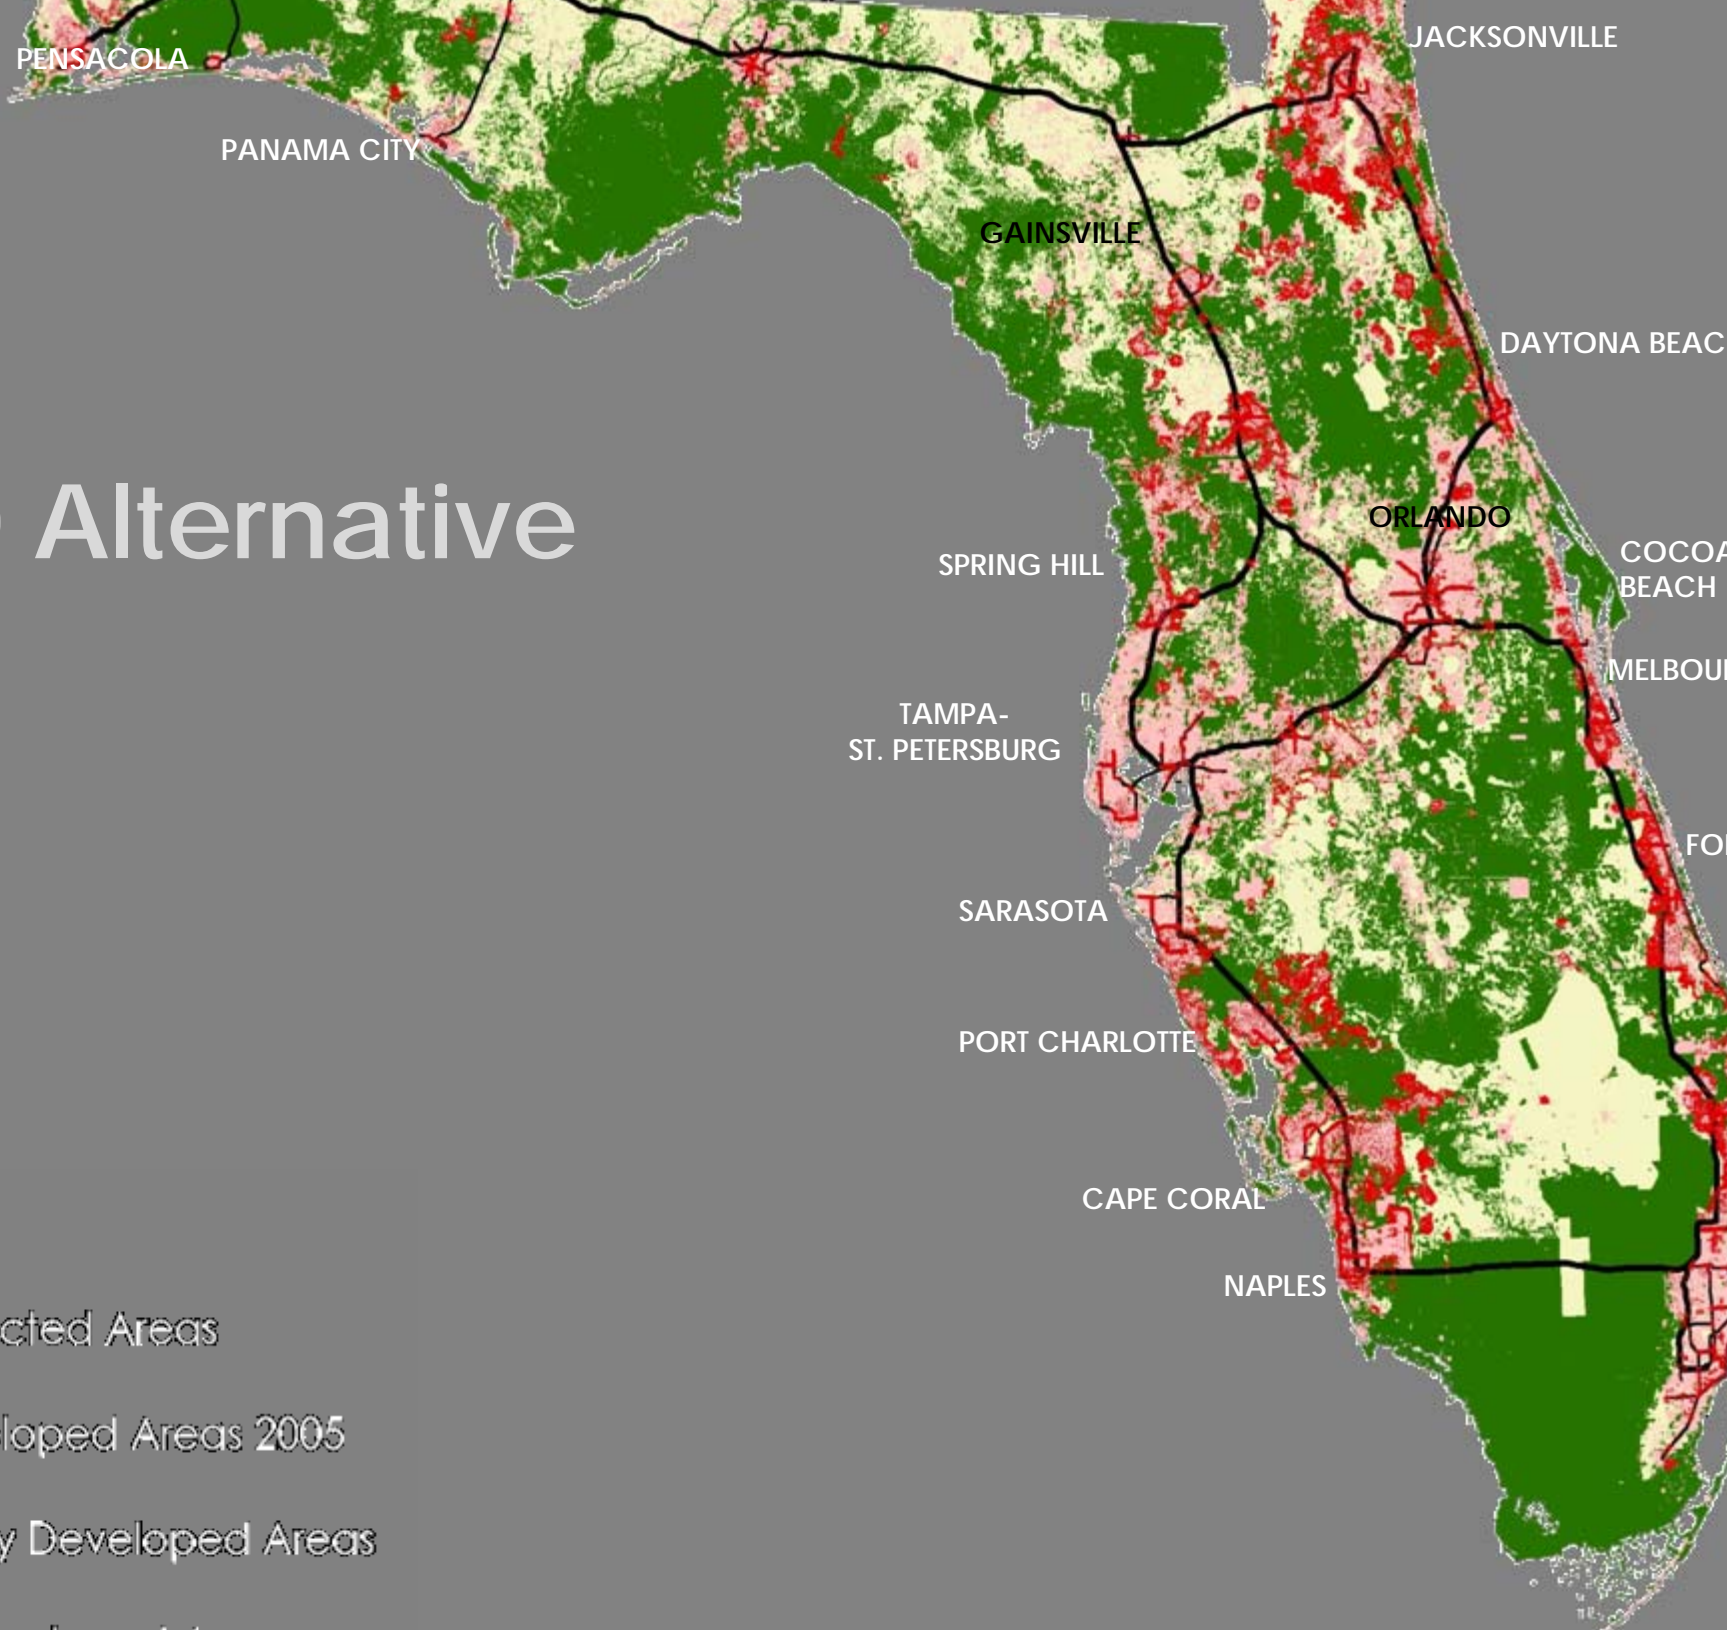 JACKSONVILLE
PENSACOLA
PANAMA CITY
GAINSVILLE
DAYTONA BEAC
Alternative
ORLANDO
SPRING HILL
COCOA
BEACH
MELBOU
TAMPA-
ST. PETERSBURG
FO
SARASOTA
PORT CHARLOTTE
CAPE CORAL
NAPLES
cted Areas
loped Areas 2005
y Developed Areas